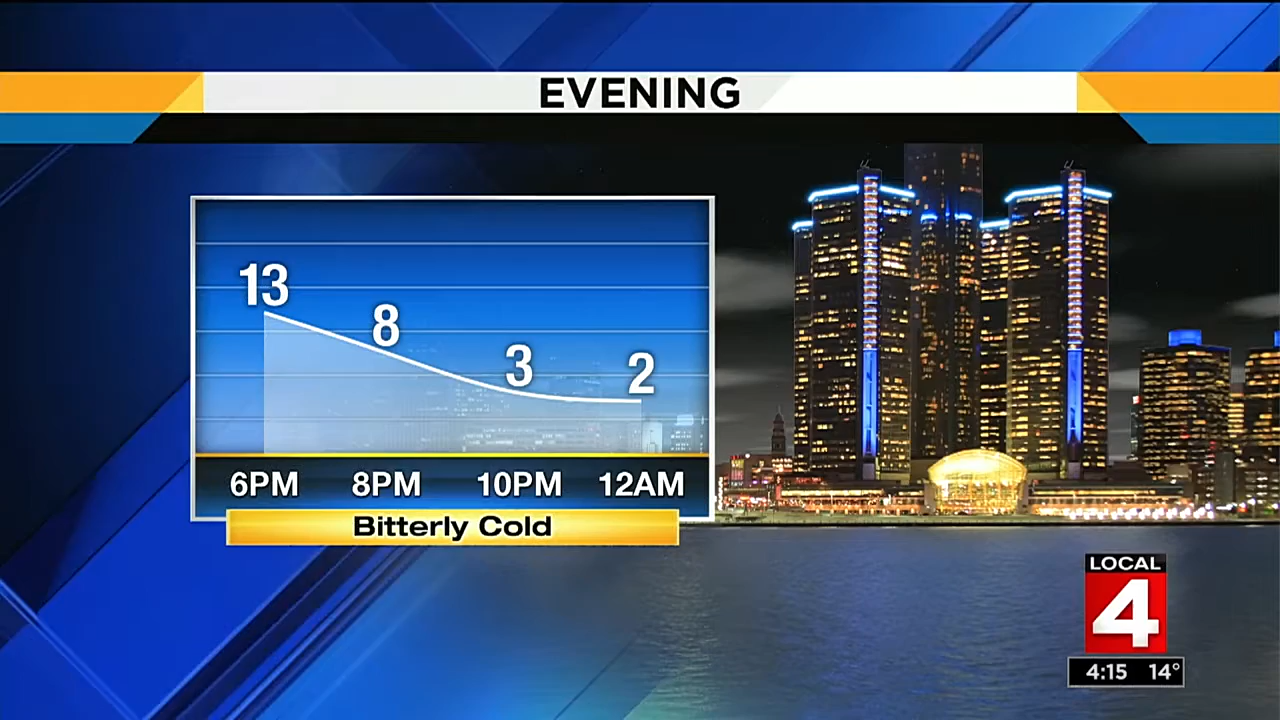 EVENING
13
8
3
2
6PM 8PM 10PM 12AM
Bitterly Cold
LOCAL
4
4:15 14°